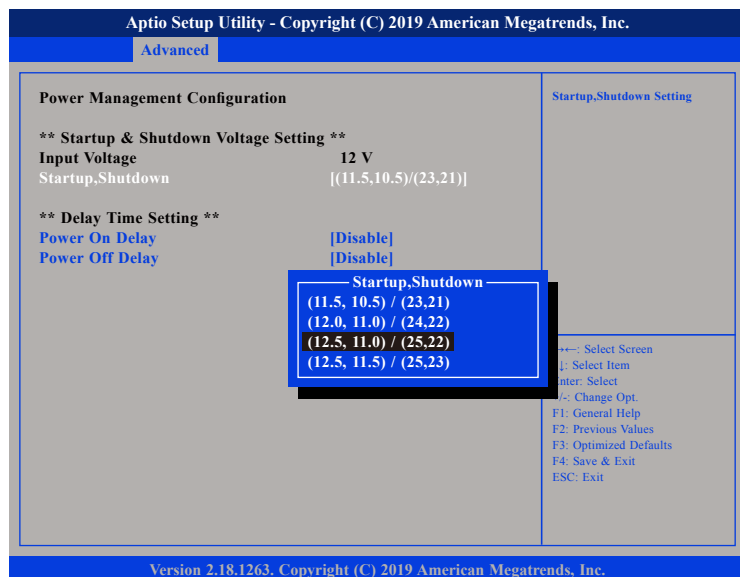 Aptio Setup Utility - Copyright (C) 2019 American Megatrends, Inc.
Advanced
Power Management Configuration
** Startup & Shutdown Voltage Setting **
Input Voltage 12 V
Startup,Shutdown [(11.5,10.5)/(23,21)]
** Delay Time Setting **
Power On Delay [Disable]
Power Off Delay [Disable]
Startup,Shutdown
(11.5, 10.5) / (23,21)
(12.0, 11.0) / (24,22)
(12.5, 11.0) / (25,22)
(12.5, 11.5) / (25,23)
Startup,Shutdown Setting
→←: Select Screen
↓: Select Item
nter: Select
/-: Change Opt.
F1: General Help
F2: Previous Values
F3: Optimized Defaults
F4: Save & Exit
ESC: Exit
Version 2.18.1263. Copyright (C) 2019 American Megatrends, Inc.